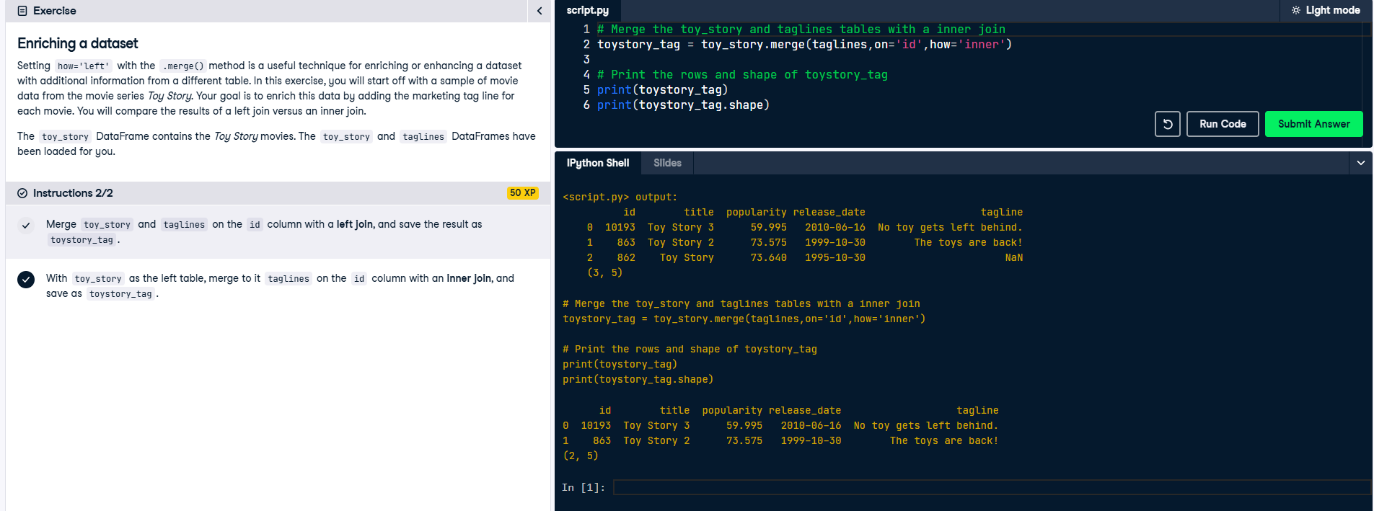 Exercise
Enriching a dataset
Setting how='left' with the .merge() method is a useful technique for enriching or enhancing a dataset
with additional information from a different table. In this exercise, you will start off with a sample of movie
data from the movie series Toy Story. Your goal is to enrich this data by adding the marketing tag line for
each movie. You will compare the results of a left join versus an inner join.
The toy_story DataFrame contains the Toy Story movies. The toy_story and taglines DataFrames have
been loaded for you.
Instructions 2/2
50 XP
Merge toy_story and taglines on the id column with a left join, and save the result as
toystory_tag .
With toy_story as the left table, merge to it taglines on the id column with an inner join, and
save as toystory_tag .
script.py
Light mode
1 # Merge the toy_story and taglines tables with a inner join
2 toystory_tag = toy_story.merge(taglines,on='id',how='inner')
3
4 # Print the rows and shape of toystory_tag
5 print(toystory_tag)
6 print(toystory_tag.shape)
Run Code
Submit Answer
IPython Shell
Slides
<script.py> output:
id title popularity release_date tagline
0 10193 Toy Story 3 59.995 2010-06-16 No toy gets left behind.
1 863 Toy Story 2 73.575 1999-10-30 The toys are back!
2 862 Toy Story 73.640 1995-10-30 NaN
(3, 5)
# Merge the toy_story and taglines tables with a inner join
toystory_tag = toy_story.merge(taglines,on='id',how='inner')
# Print the rows and shape of toystory_tag
print(toystory_tag)
print(toystory_tag.shape)
id title popularity release_date tagline
0 10193 Toy Story 3 59.995 2010-06-16 No toy gets left behind.
1 863 Toy Story 2 73.575 1999-10-30 The toys are back!
(2, 5)
In [1]: